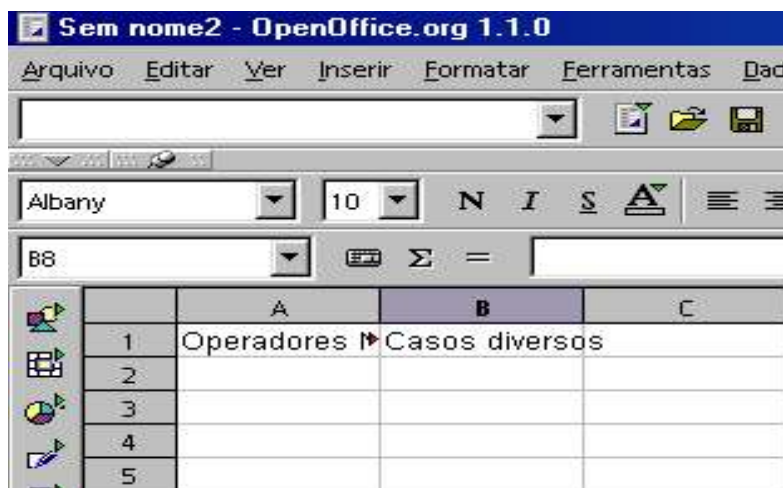 Sem nome2 - OpenOffice.org 1.1.0
Arquivo Editar Ver Inserir Formatar Ferramentas Dad
Albany 10 N I S A
B8 Σ =
A B C
1 Operadores Casos diversos
2
3
4
5